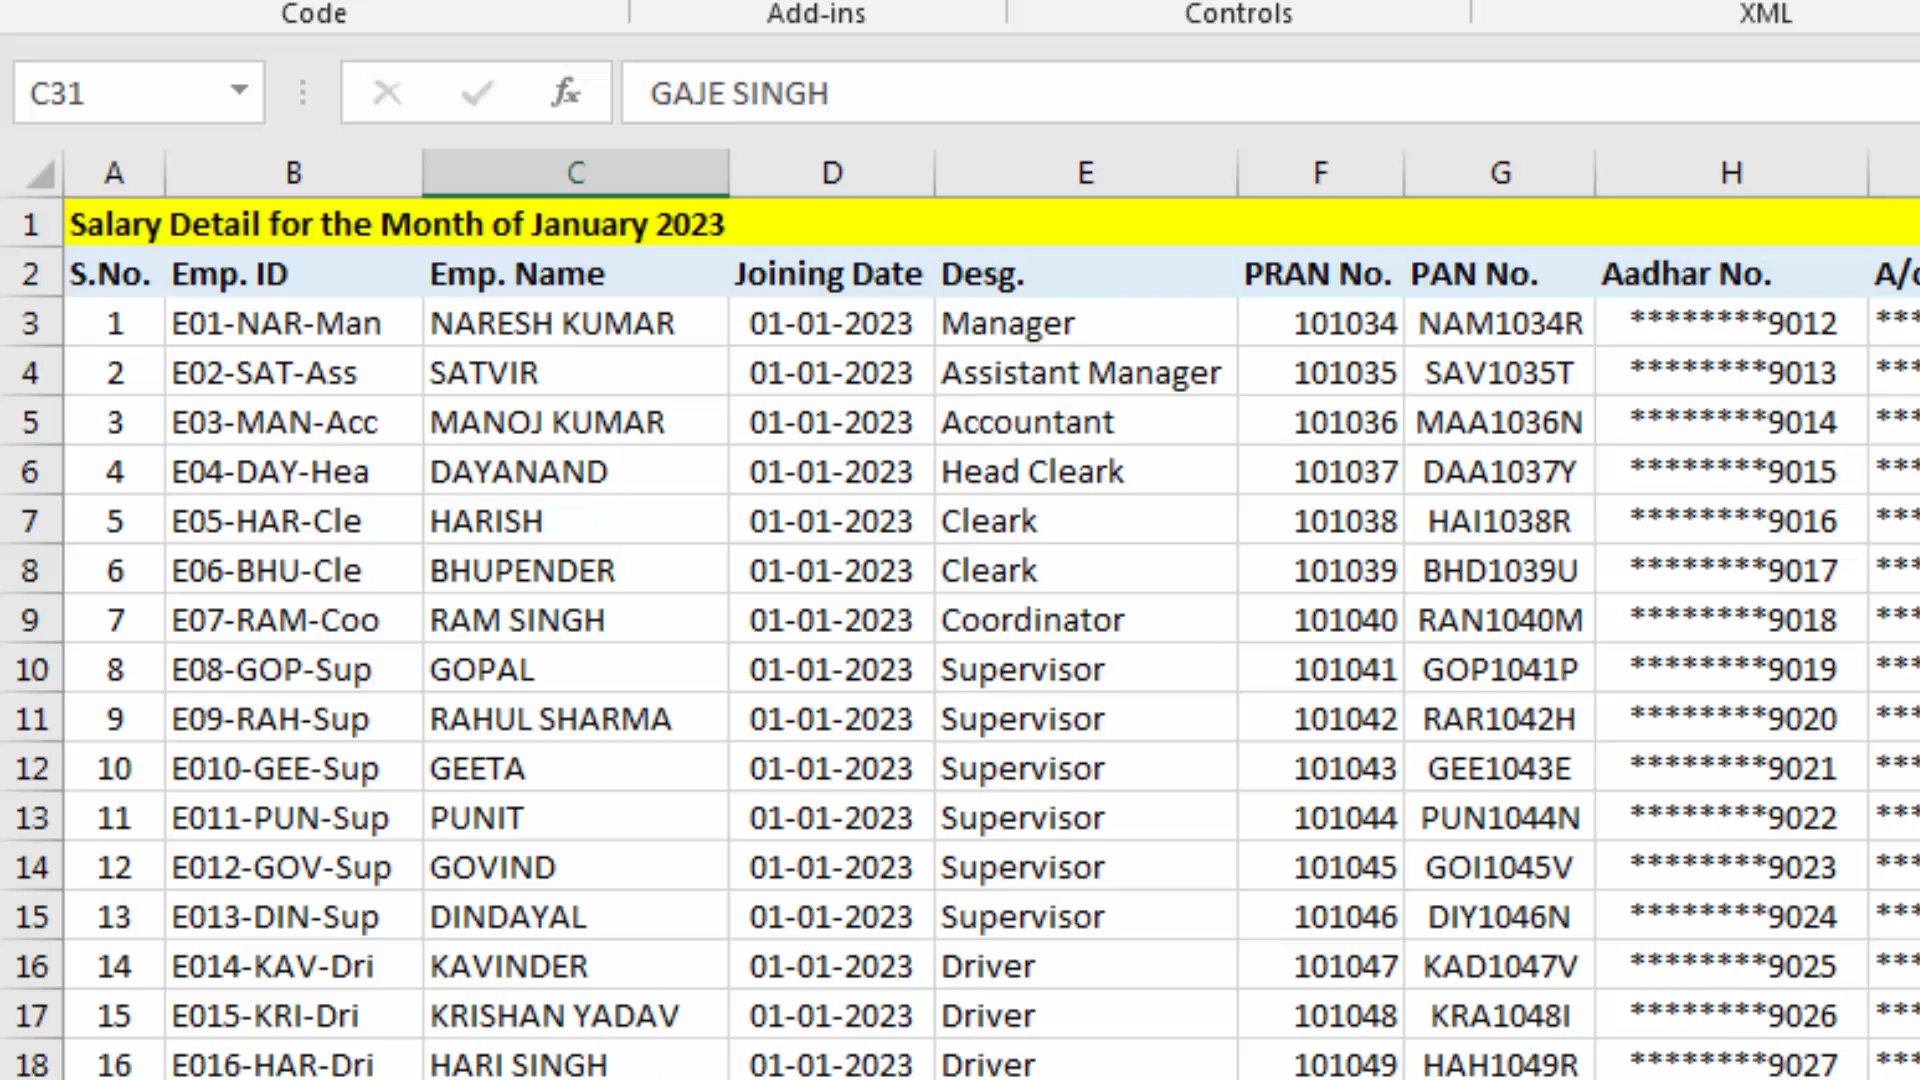 Code Add-ins Controls XML
C31 fx GAJE SINGH
A B C D E F G H
1 Salary Detail for the Month of January 2023
2 S.No. Emp. ID Emp. Name Joining Date Desg. PRAN No. PAN No. Aadhar No.
3 1 E01-NAR-Man NARESH KUMAR 01-01-2023 Manager 101034 NAM1034R ********9012 ***
4 2 E02-SAT-Ass SATVIR 01-01-2023 Assistant Manager 101035 SAV1035T ********9013 ***
5 3 E03-MAN-Acc MANOJ KUMAR 01-01-2023 Accountant 101036 MAA1036N ********9014 ***
6 4 E04-DAY-Hea DAYANAND 01-01-2023 Head Cleark 101037 DAA1037Y ********9015 ***
7 5 E05-HAR-Cle HARISH 01-01-2023 Cleark 101038 HAI1038R ********9016 ***
8 6 E06-BHU-Cle BHUPENDER 01-01-2023 Cleark 101039 BHD1039U ********9017 ***
9 7 E07-RAM-Coo RAM SINGH 01-01-2023 Coordinator 101040 RAN1040M ********9018 ***
10 8 E08-GOP-Sup GOPAL 01-01-2023 Supervisor 101041 GOP1041P ********9019 ***
11 9 E09-RAH-Sup RAHUL SHARMA 01-01-2023 Supervisor 101042 RAR1042H ********9020 ***
12 10 E010-GEE-Sup GEETA 01-01-2023 Supervisor 101043 GEE1043E ********9021 ***
13 11 E011-PUN-Sup PUNIT 01-01-2023 Supervisor 101044 PUN1044N ********9022 ***
14 12 E012-GOV-Sup GOVIND 01-01-2023 Supervisor 101045 GOI1045V ********9023 ***
15 13 E013-DIN-Sup DINDAYAL 01-01-2023 Supervisor 101046 DIY1046N ********9024 ***
16 14 E014-KAV-Dri KAVINDER 01-01-2023 Driver 101047 KAD1047V ********9025 ***
17 15 E015-KRI-Dri KRISHAN YADAV 01-01-2023 Driver 101048 KRA1048I ********9026 ***
18 16 E016-HAR-Dri HARI SINGH 01-01-2023 Driver 101049 HAH1049R ********9027 ***